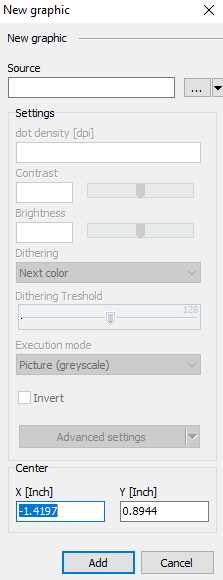 New graphic
New graphic
Source
...
Settings
dot density [dpi]
Contrast
Brightness
Dithering
Next color
Dithering Treshold
128
Execution mode
Picture (greyscale)
Invert
Advanced settings
Center
X [Inch] Y [Inch]
-1.4197 0.8944
Add Cancel